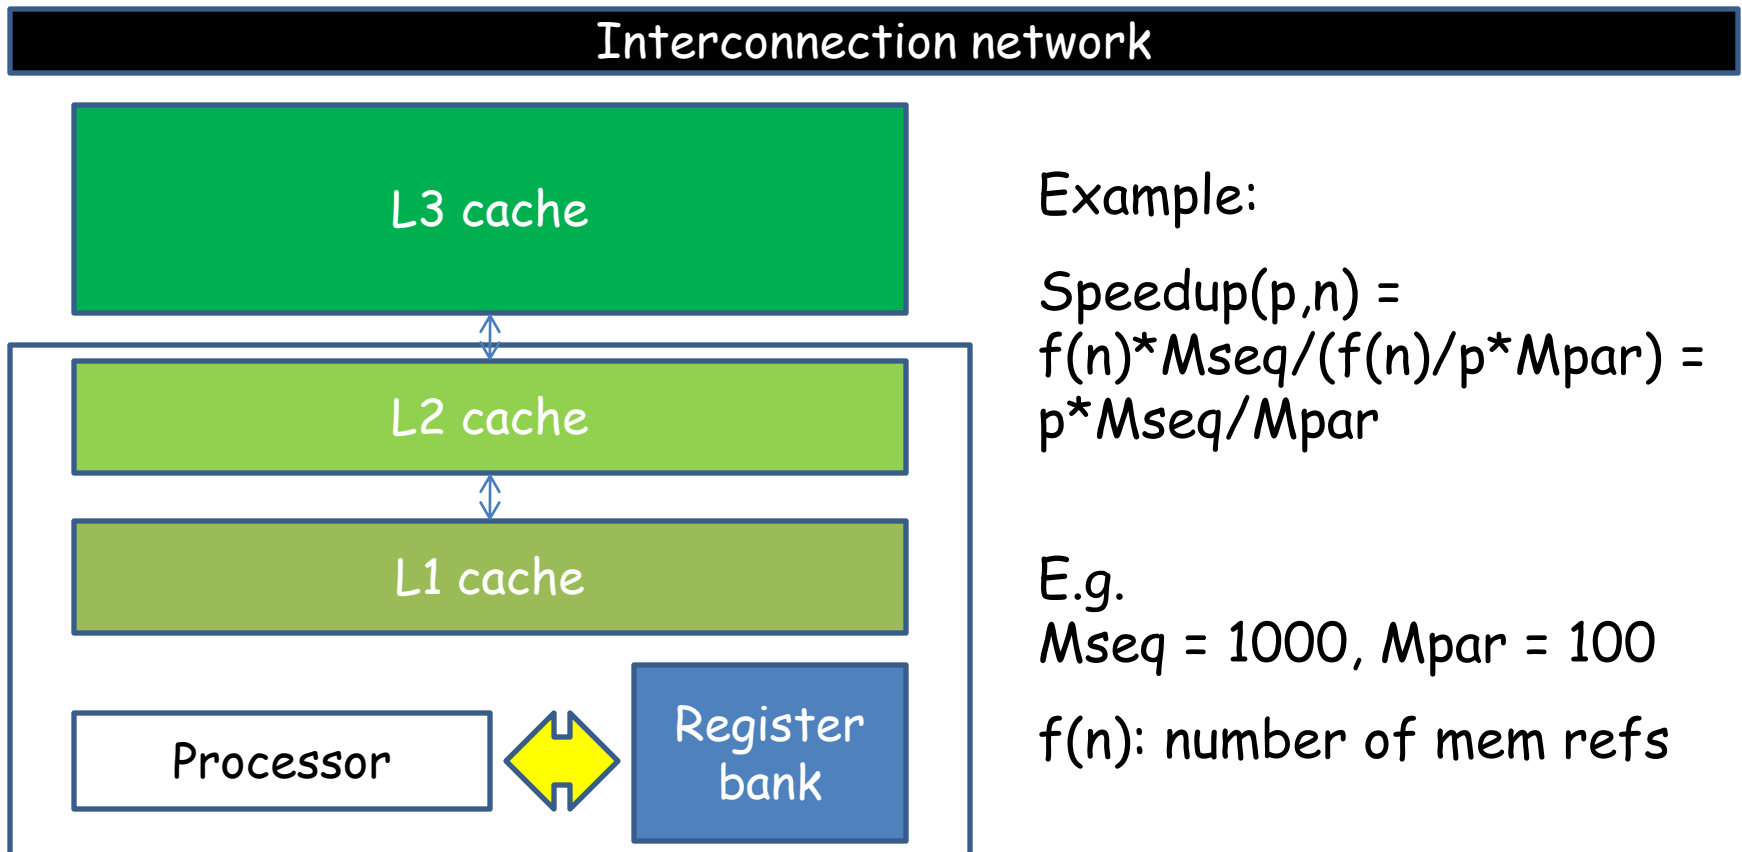 Interconnection network
L3 cache
L2 cache
L1 cache
Processor
Register
bank
Example:
Speedup(p,n) =
f(n)*Mseq/(f(n)/p*Mpar) =
p*Mseq/Mpar
E.g.
Mseq = 1000, Mpar = 100
f(n): number of mem refs